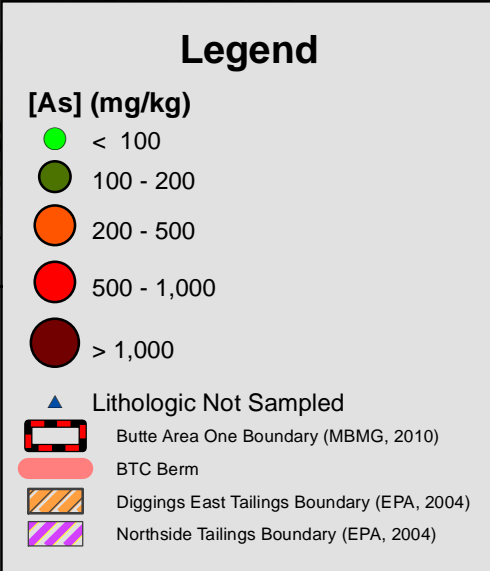 Legend
[As] (mg/kg)
< 100
100 - 200
200 - 500
500 - 1,000
> 1,000
Lithologic Not Sampled
Butte Area One Boundary (MBMG, 2010)
BTC Berm
Diggings East Tailings Boundary (EPA, 2004)
Northside Tailings Boundary (EPA, 2004)